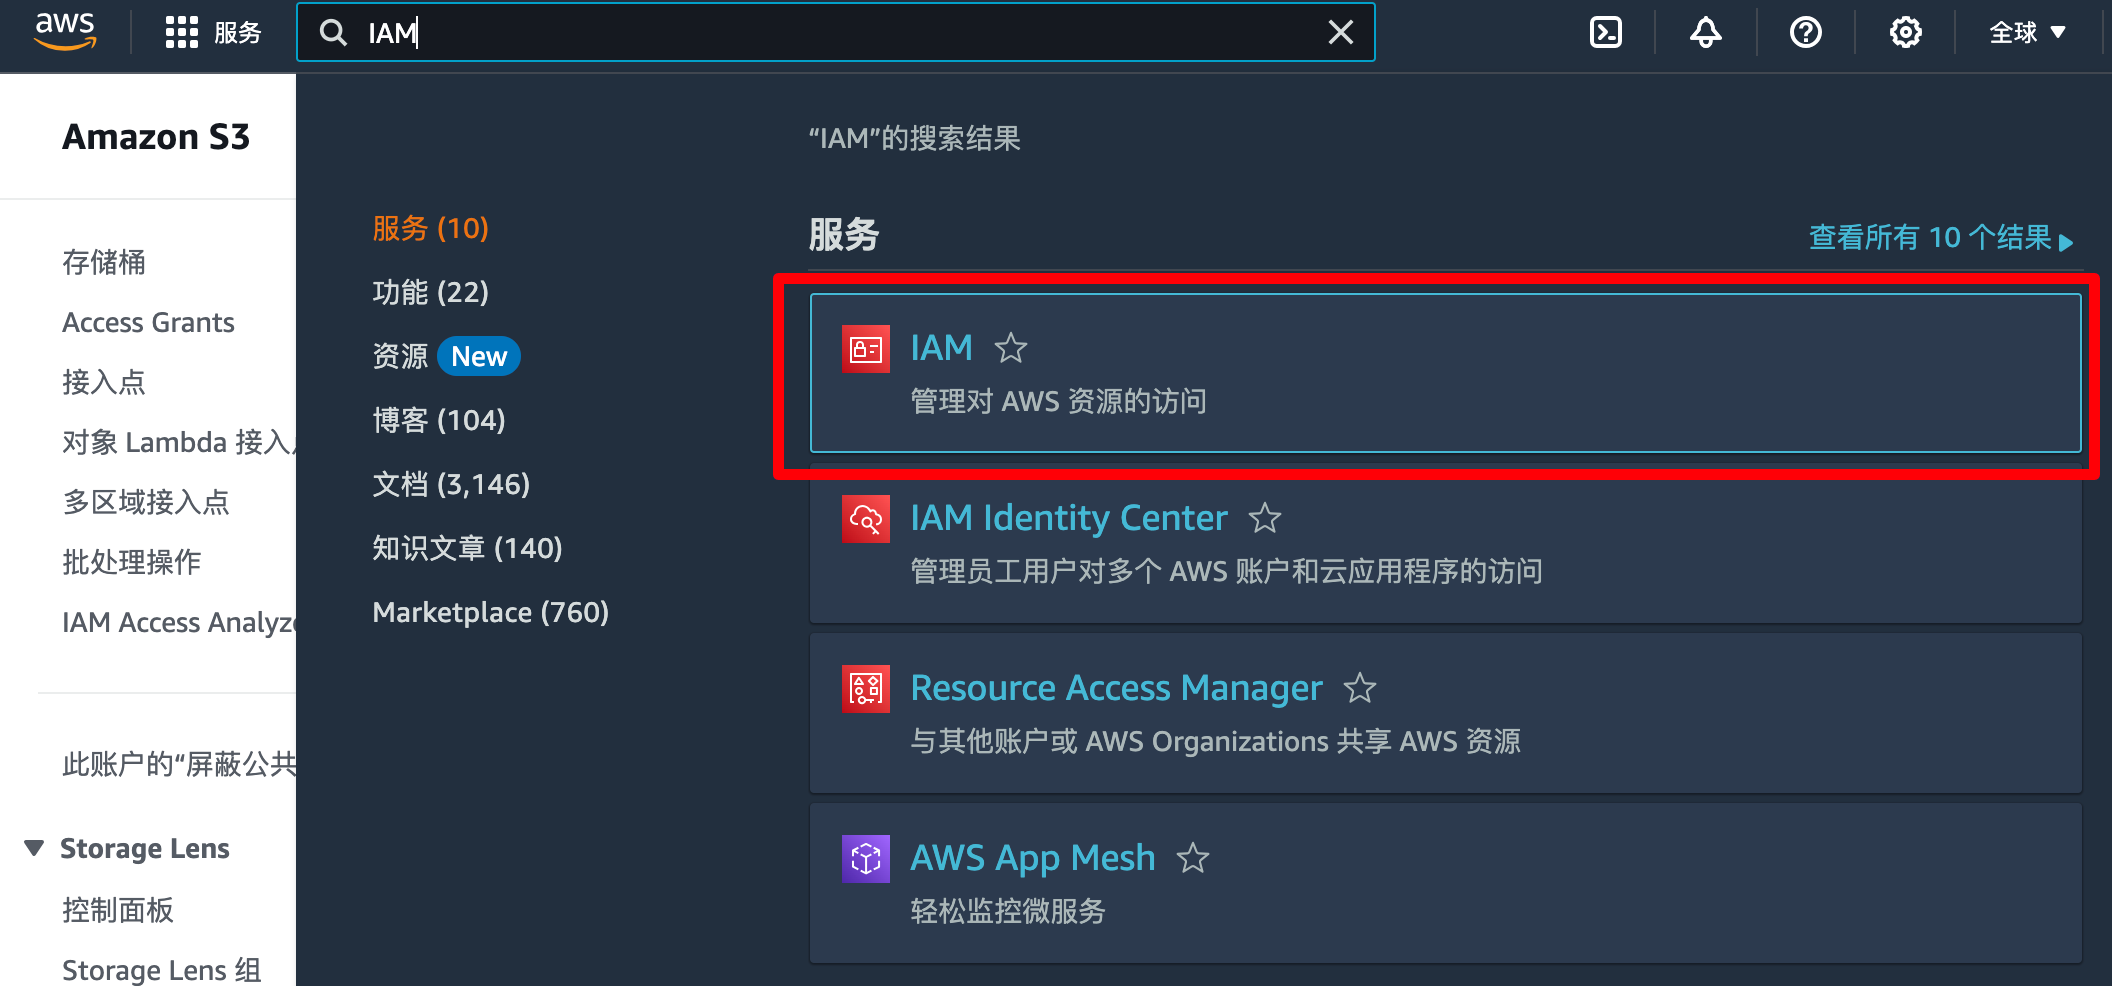 aws
服务
IAM
全球
Amazon S3
存储桶
Access Grants
接入点
对象 Lambda 接入
多区域接入点
批处理操作
IAM Access Analyz
此账户的“屏蔽公共
Storage Lens
控制面板
Storage Lens 组
“IAM”的搜索结果
服务 (10)
功能 (22)
资源 New
博客 (104)
文档 (3,146)
知识文章 (140)
Marketplace (760)
服务
查看所有 10 个结果
IAM
管理对 AWS 资源的访问
IAM Identity Center
管理员工用户对多个 AWS 账户和云应用程序的访问
Resource Access Manager
与其他账户或 AWS Organizations 共享 AWS 资源
AWS App Mesh
轻松监控微服务